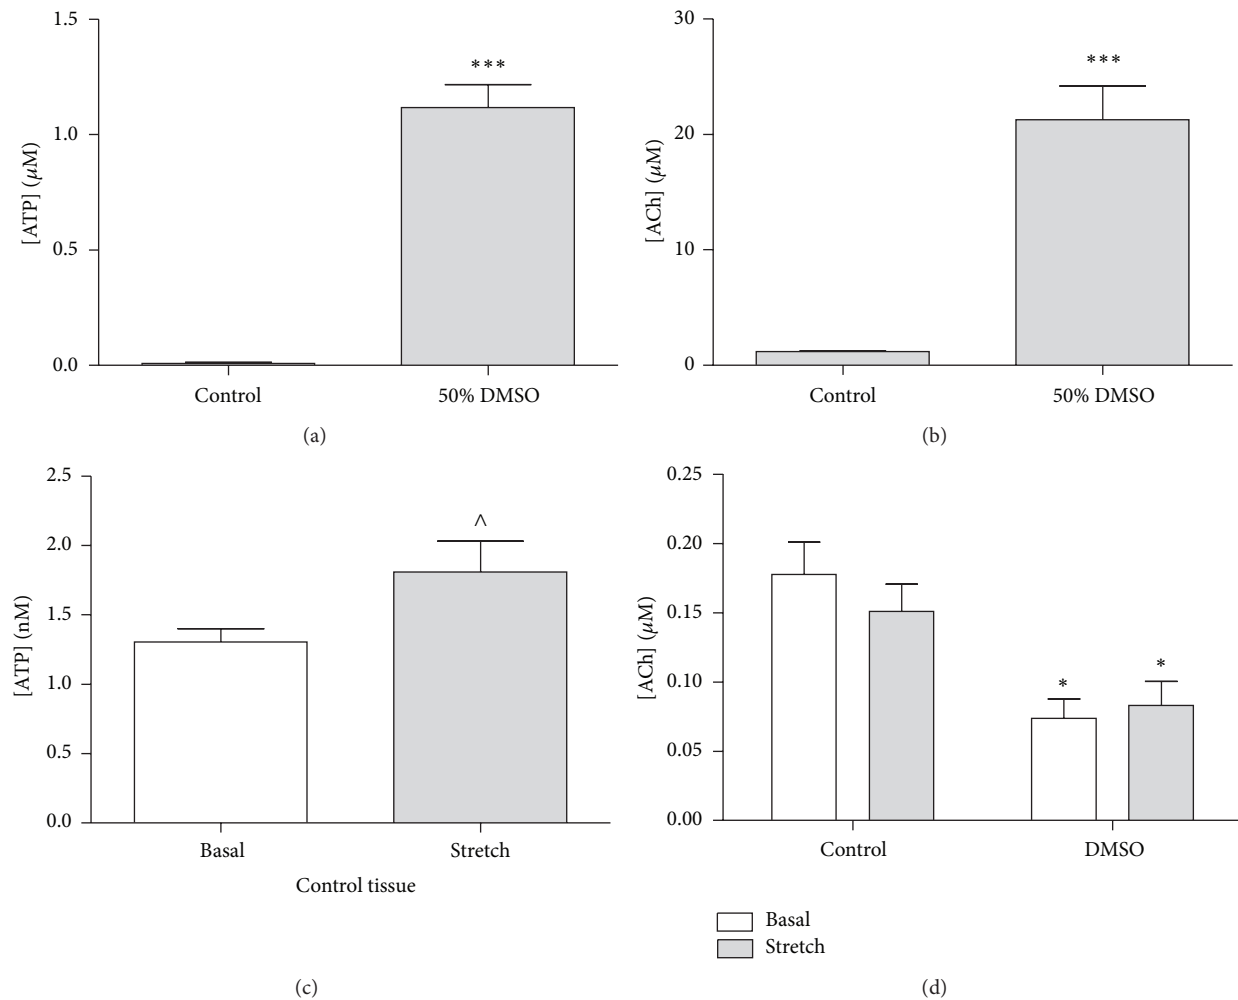 1.5
1.0
0.5
0.0
[ATP] (μM)
***
Control
50% DMSO
(a)
30
20
10
0
[ACh] (μM)
***
Control
50% DMSO
(b)
2.5
2.0
1.5
1.0
0.5
0.0
[ATP] (nM)
^
Basal
Stretch
Control tissue
(c)
0.25
0.20
0.15
0.10
0.05
0.00
[ACh] (μM)
*
*
Control
DMSO
Basal
Stretch
(d)